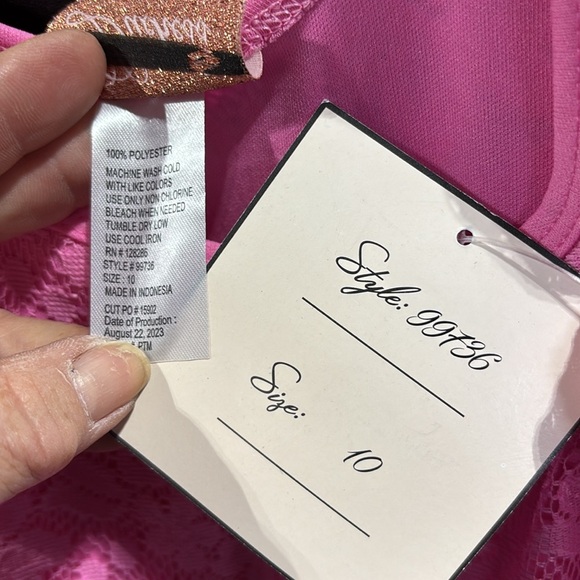 100% POLYESTER
MACHINE WASH COLD
WITH LIKE COLORS
USE ONLY NON CHLORINE
BLEACH WHEN NEEDED
TUMBLE DRY LOW
USE COOL IRON
RN # 128286
STYLE # 99736
SIZE : 10
MADE IN INDONESIA
CUT PO # 15902
Date of Production :
August 22, 2023
PTM
Style: 99736
Size: 10